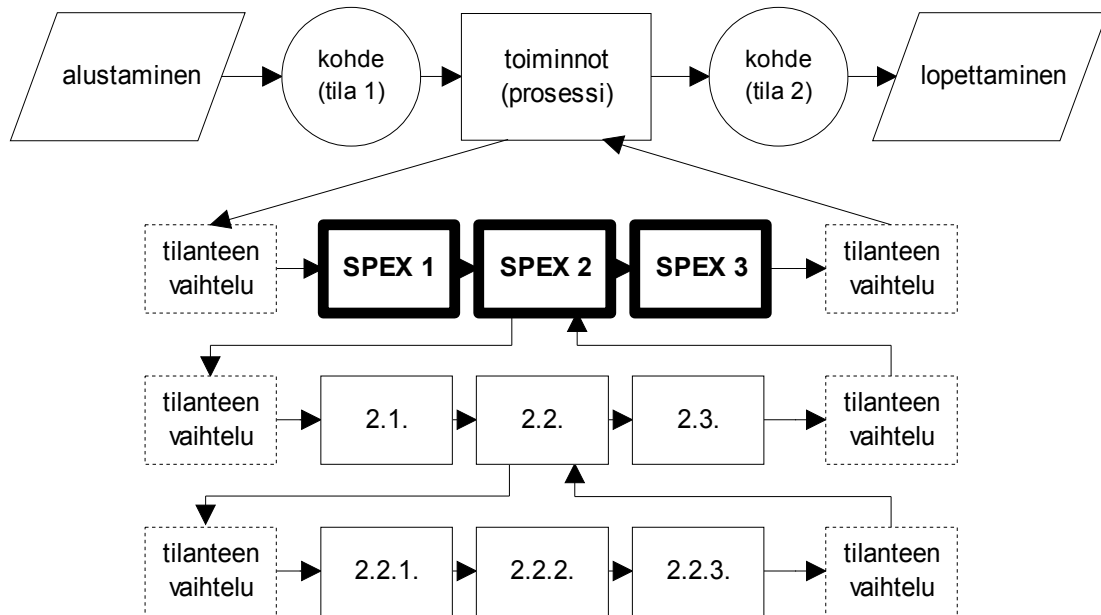 alustaminen
kohde
(tila 1)
toiminnot
(prosessi)
kohde
(tila 2)
lopettaminen
tilanteen
vaihtelu
SPEX 1
SPEX 2
SPEX 3
tilanteen
vaihtelu
tilanteen
vaihtelu
2.1.
2.2.
2.3.
tilanteen
vaihtelu
tilanteen
vaihtelu
2.2.1.
2.2.2.
2.2.3.
tilanteen
vaihtelu